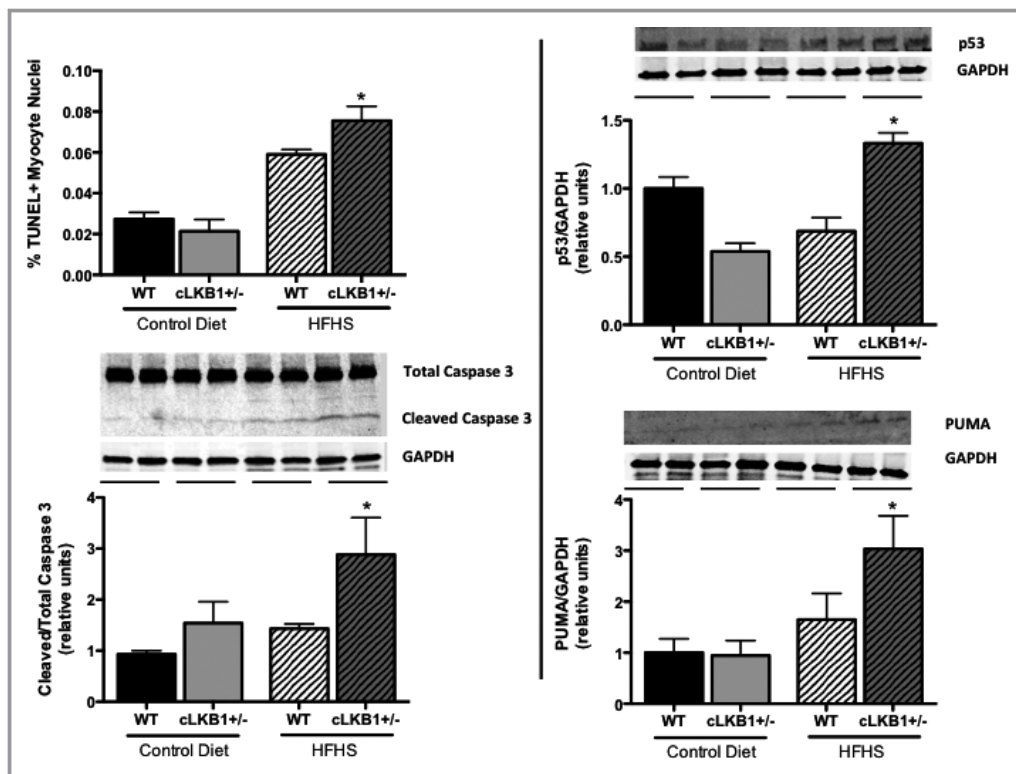 % TUNEL+ Myocyte Nuclei
0.10
0.08
0.06
0.04
0.02
0.00
*
WT cLKB1+/- WT cLKB1+/-
Control Diet HFHS
Total Caspase 3
Cleaved Caspase 3
GAPDH
Cleaved/Total Caspase 3
(relative units)
4
3
2
1
0
*
WT cLKB1+/- WT cLKB1+/-
Control Diet HFHS
p53
GAPDH
p53/GAPDH
(relative units)
1.5
1.0
0.5
0.0
*
WT cLKB1+/- WT cLKB1+/-
Control Diet HFHS
PUMA
GAPDH
PUMA/GAPDH
(relative units)
4
3
2
1
0
*
WT cLKB1+/- WT cLKB1+/-
Control Diet HFHS